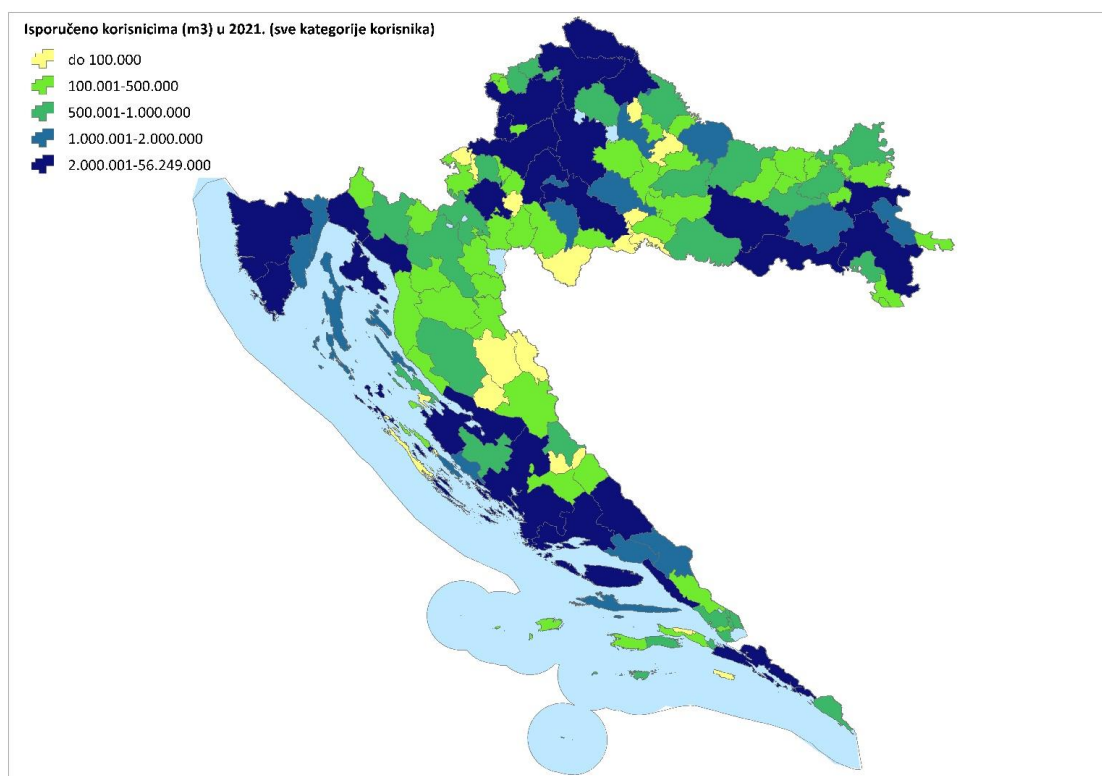 Isporučeno korisnicima (m3) u 2021. (sve kategorije korisnika)
do 100.000
100.001-500.000
500.001-1.000.000
1.000.001-2.000.000
2.000.001-56.249.000